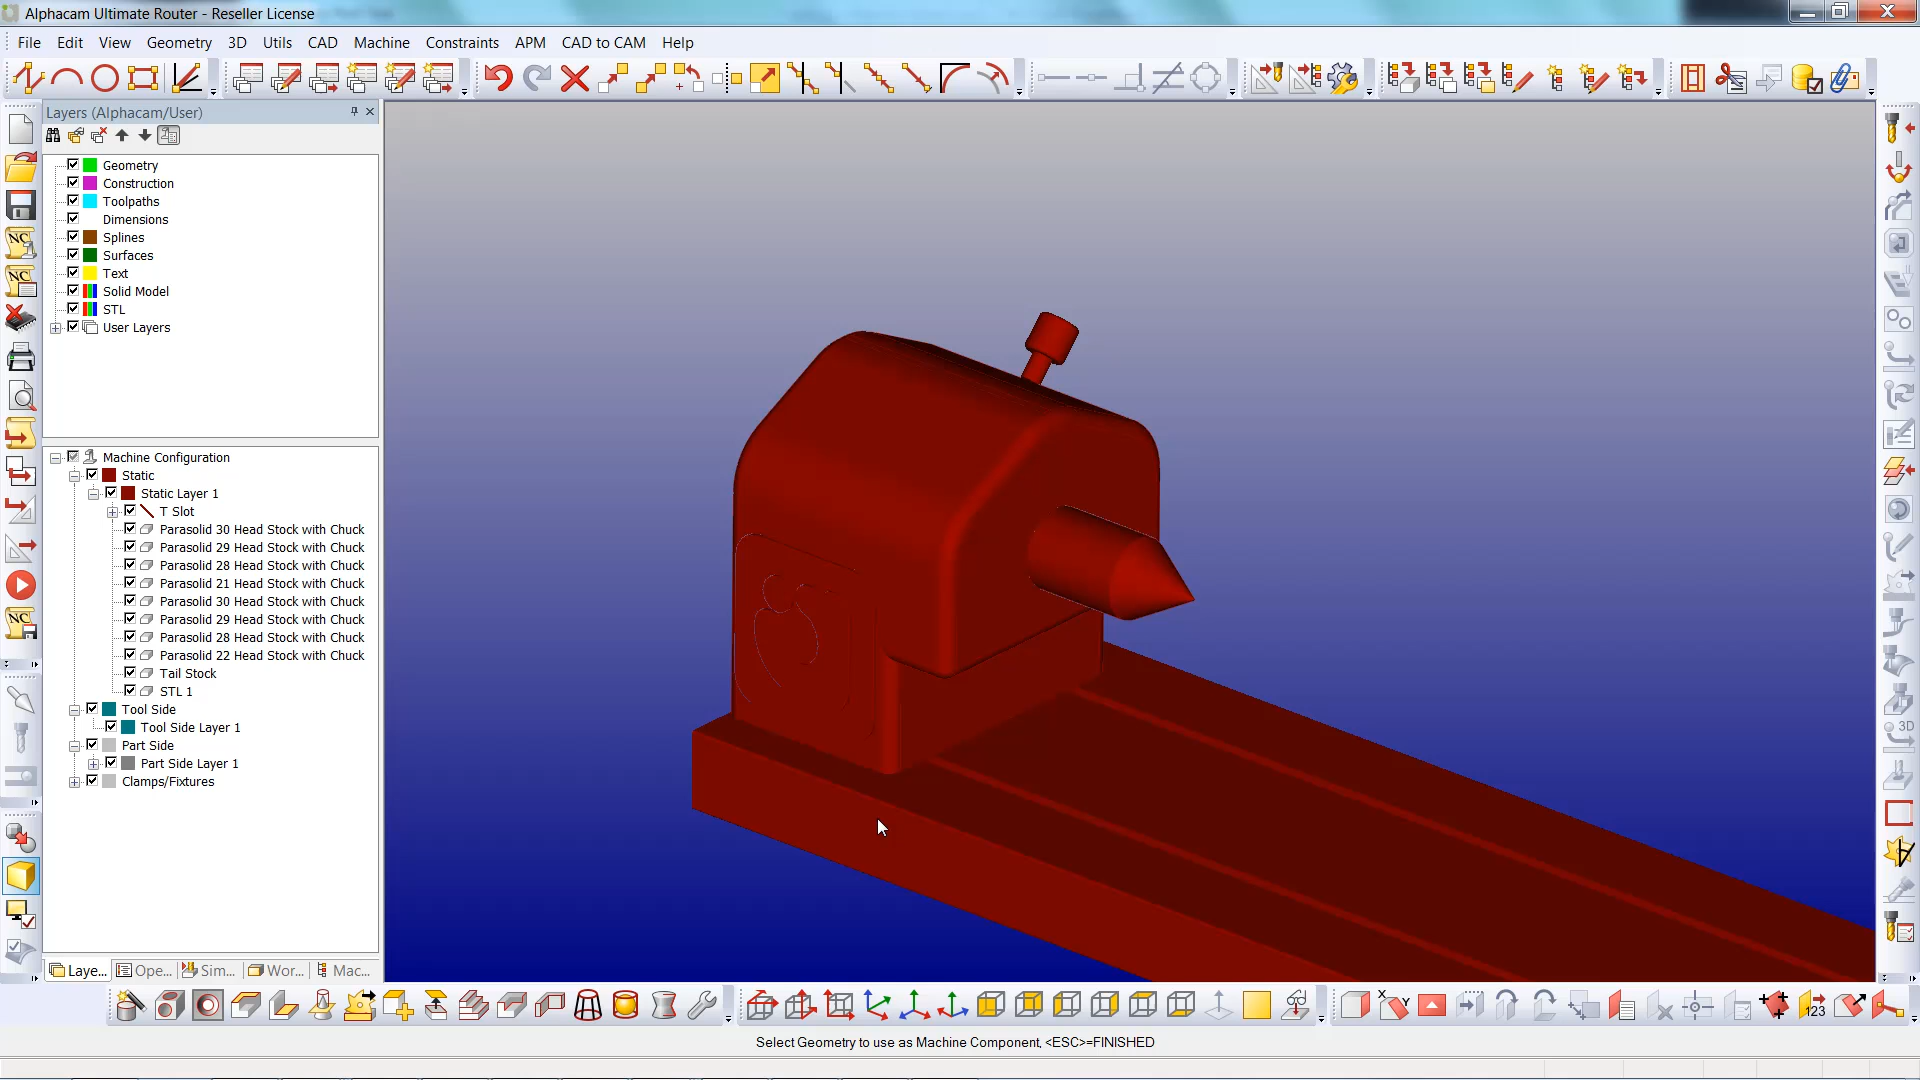 Alphacam Ultimate Router - Reseller License
File Edit View Geometry 3D Utils CAD Machine Constraints APM CAD to CAM Help
Layers (Alphacam/User)
Geometry
Construction
Toolpaths
Dimensions
Splines
Surfaces
Text
Solid Model
STL
User Layers
Machine Configuration
Static
Static Layer 1
T Slot
Parasolid 30 Head Stock with Chuck
Parasolid 29 Head Stock with Chuck
Parasolid 28 Head Stock with Chuck
Parasolid 21 Head Stock with Chuck
Parasolid 30 Head Stock with Chuck
Parasolid 29 Head Stock with Chuck
Parasolid 28 Head Stock with Chuck
Parasolid 22 Head Stock with Chuck
Tail Stock
STL 1
Tool Side
Tool Side Layer 1
Part Side
Part Side Layer 1
Clamps/Fixtures
Laye... Ope... Sim... Wor... Mac...
NC
NC
NC
3D
X Y
123
Select Geometry to use as Machine Component, <ESC>=FINISHED